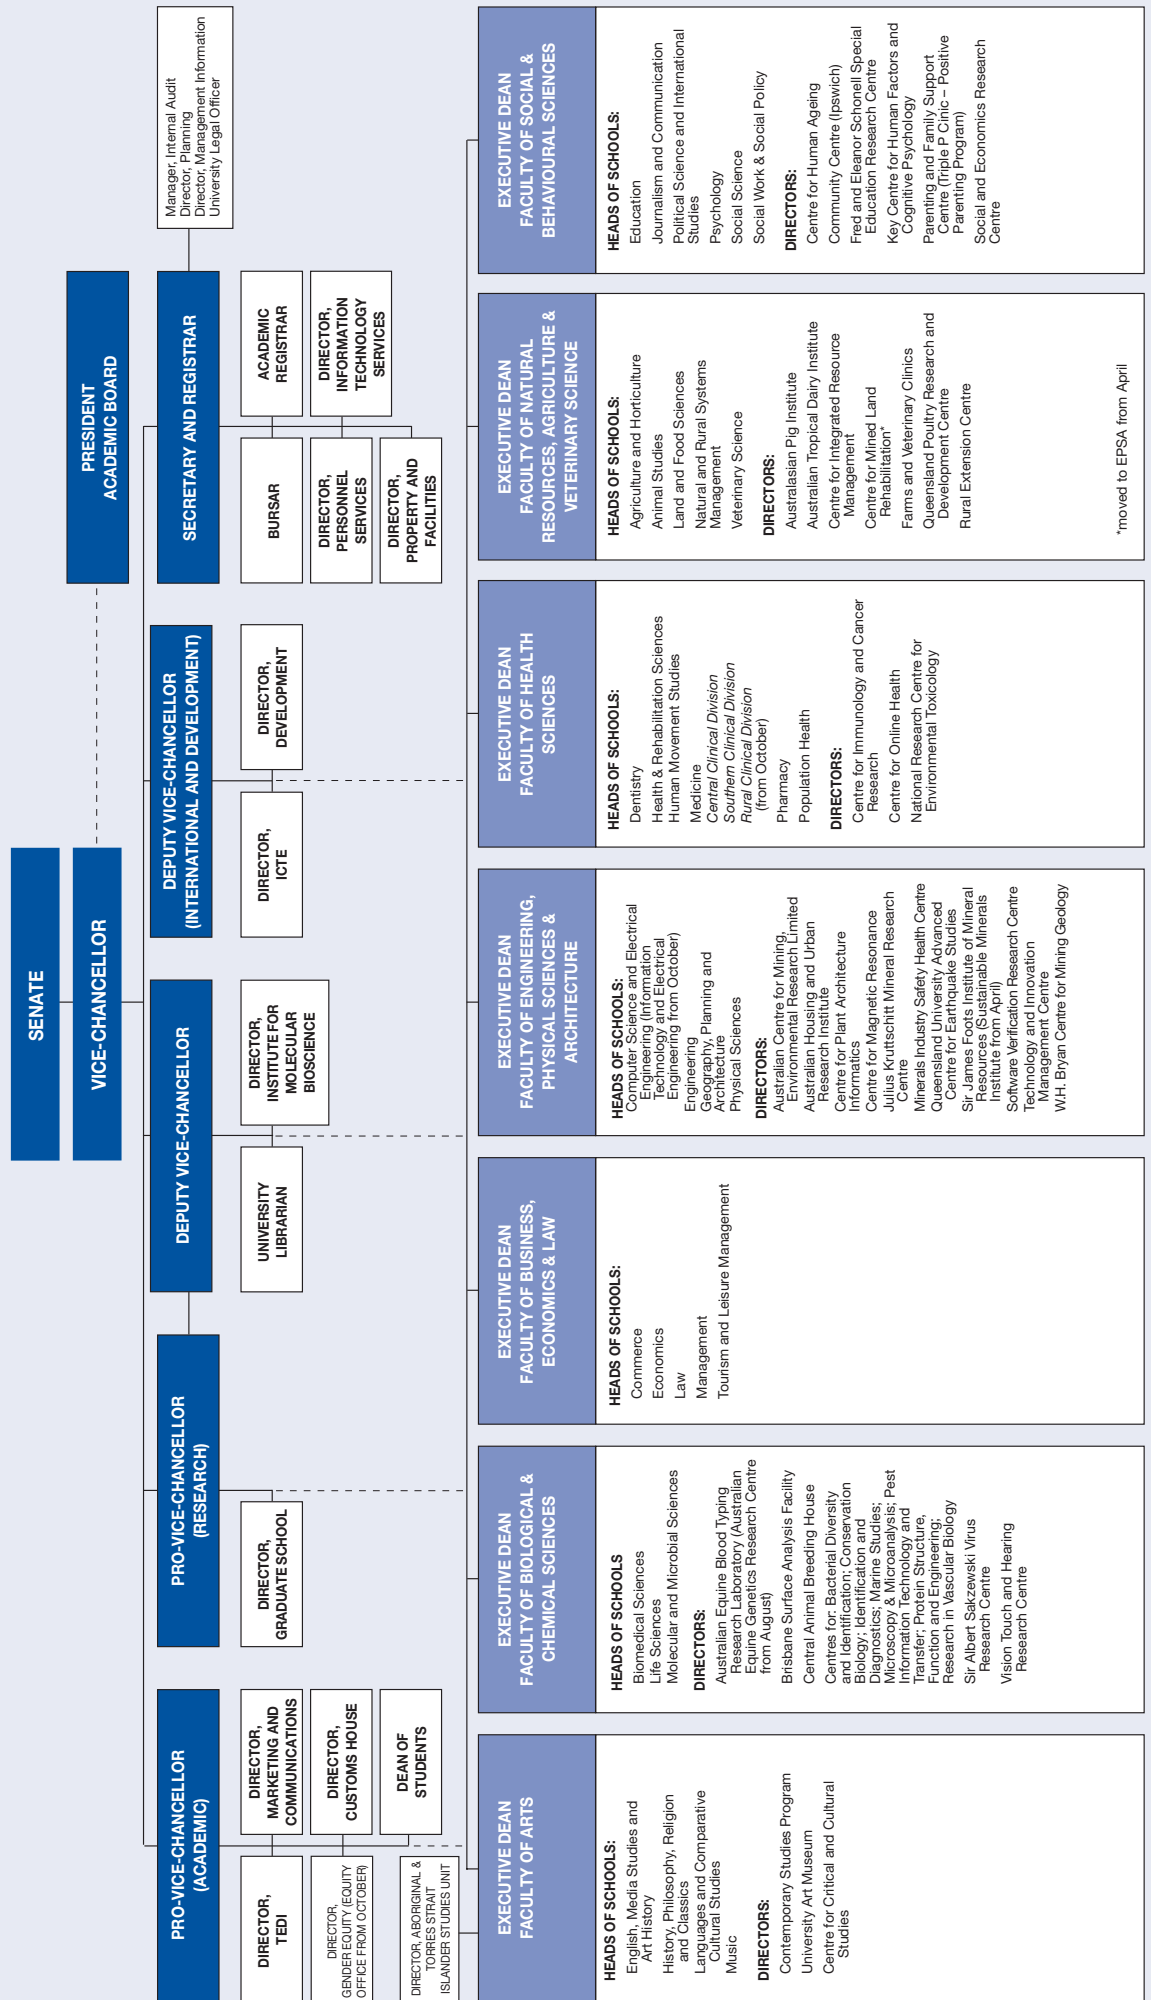 SENATE
VICE-CHANCELLOR
PRESIDENT
ACADEMIC BOARD
PRO-VICE-CHANCELLOR
(ACADEMIC)
PRO-VICE-CHANCELLOR
(RESEARCH)
DEPUTY VICE-CHANCELLOR
DEPUTY VICE-CHANCELLOR
(INTERNATIONAL AND DEVELOPMENT)
SECRETARY AND REGISTRAR
Manager, Internal Audit
Director, Planning
Director, Management Information
University Legal Officer
DIRECTOR,
TEDI
DIRECTOR,
MARKETING AND
COMMUNICATIONS
DIRECTOR,
GENDER EQUITY (EQUITY
OFFICE FROM OCTOBER)
DIRECTOR,
CUSTOMS HOUSE
DEAN OF
STUDENTS
DIRECTOR, ABORIGINAL &
TORRES STRAIT
ISLANDER STUDIES UNIT
DIRECTOR,
GRADUATE SCHOOL
UNIVERSITY
LIBRARIAN
DIRECTOR,
INSTITUTE FOR
MOLECULAR
BIOSCIENCE
DIRECTOR,
ICTE
DIRECTOR,
DEVELOPMENT
BURSAR
ACADEMIC
REGISTRAR
DIRECTOR,
PERSONNEL
SERVICES
DIRECTOR,
INFORMATION
TECHNOLOGY
SERVICES
DIRECTOR,
PROPERTY AND
FACILITIES
EXECUTIVE DEAN
FACULTY OF ARTS
HEADS OF SCHOOLS:
English, Media Studies and
Art History
History, Philosophy, Religion
and Classics
Languages and Comparative
Cultural Studies
Music
DIRECTORS:
Contemporary Studies Program
University Art Museum
Centre for Critical and Cultural
Studies
EXECUTIVE DEAN
FACULTY OF BIOLOGICAL &
CHEMICAL SCIENCES
HEADS OF SCHOOLS
Biomedical Sciences
Life Sciences
Molecular and Microbial Sciences
DIRECTORS:
Australian Equine Blood Typing
Research Laboratory (Australian
Equine Genetics Research Centre
from August)
Brisbane Surface Analysis Facility
Central Animal Breeding House
Centres for: Bacterial Diversity
and Identification; Conservation
Biology; Identification and
Diagnostics; Marine Studies;
Microscopy & Microanalysis; Pest
Information Technology and
Transfer; Protein Structure,
Function and Engineering;
Research in Vascular Biology
Sir Albert Sakzewski Virus
Research Centre
Vision Touch and Hearing
Research Centre
EXECUTIVE DEAN
FACULTY OF BUSINESS,
ECONOMICS & LAW
HEADS OF SCHOOLS:
Commerce
Economics
Law
Management
Tourism and Leisure Management
EXECUTIVE DEAN
FACULTY OF ENGINEERING,
PHYSICAL SCIENCES &
ARCHITECTURE
HEADS OF SCHOOLS:
Computer Science and Electrical
Engineering (Information
Technology and Electrical
Engineering from October)
Engineering
Geography, Planning and
Architecture
Physical Sciences
DIRECTORS:
Australian Centre for Mining,
Environmental Research Limited
Australian Housing and Urban
Research Institute
Centre for Plant Architecture
Informatics
Centre for Magnetic Resonance
Julius Kruttschitt Mineral Research
Centre
Minerals Industry Safety Health Centre
Queensland University Advanced
Centre for Earthquake Studies
Sir James Foots Institute of Mineral
Resources (Sustainable Minerals
Institute from April)
Software Verification Research Centre
Technology and Innovation
Management Centre
W.H. Bryan Centre for Mining Geology
EXECUTIVE DEAN
FACULTY OF HEALTH
SCIENCES
HEADS OF SCHOOLS:
Dentistry
Health & Rehabilitation Sciences
Human Movement Studies
Medicine
Central Clinical Division
Southern Clinical Division
Rural Clinical Division
(from October)
Pharmacy
Population Health
DIRECTORS:
Centre for Immunology and Cancer
Research
Centre for Online Health
National Research Centre for
Environmental Toxicology
EXECUTIVE DEAN
FACULTY OF NATURAL
RESOURCES, AGRICULTURE &
VETERINARY SCIENCE
HEADS OF SCHOOLS:
Agriculture and Horticulture
Animal Studies
Land and Food Sciences
Natural and Rural Systems
Management
Veterinary Science
DIRECTORS:
Australasian Pig Institute
Australian Tropical Dairy Institute
Centre for Integrated Resource
Management
Centre for Mined Land
Rehabilitation*
Farms and Veterinary Clinics
Queensland Poultry Research and
Development Centre
Rural Extension Centre
*moved to EPSA from April
EXECUTIVE DEAN
FACULTY OF SOCIAL &
BEHAVIOURAL SCIENCES
HEADS OF SCHOOLS:
Education
Journalism and Communication
Political Science and International
Studies
Psychology
Social Science
Social Work & Social Policy
DIRECTORS:
Centre for Human Ageing
Community Centre (Ipswich)
Fred and Eleanor Schonell Special
Education Research Centre
Key Centre for Human Factors and
Cognitive Psychology
Parenting and Family Support
Centre (Triple P Clinic – Positive
Parenting Program)
Social and Economics Research
Centre